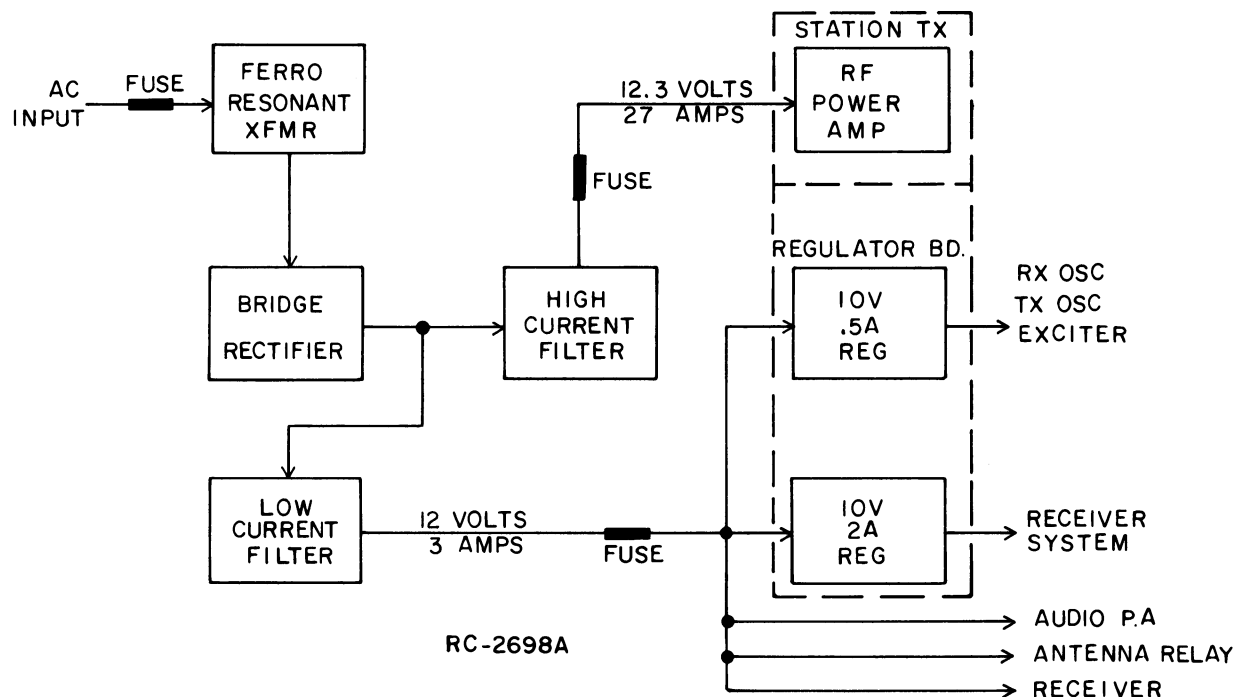 STATION TX
AC
INPUT
FUSE
FERRO
RESONANT
XFMR
12.3 VOLTS
27 AMPS
RF
POWER
AMP
FUSE
REGULATOR BD.
BRIDGE
RECTIFIER
HIGH
CURRENT
FILTER
10V
.5A
REG
RX OSC
TX OSC
EXCITER
LOW
CURRENT
FILTER
12 VOLTS
3 AMPS
FUSE
10V
2A
REG
RECEIVER
SYSTEM
AUDIO P.A
ANTENNA RELAY
RECEIVER
RC-2698A